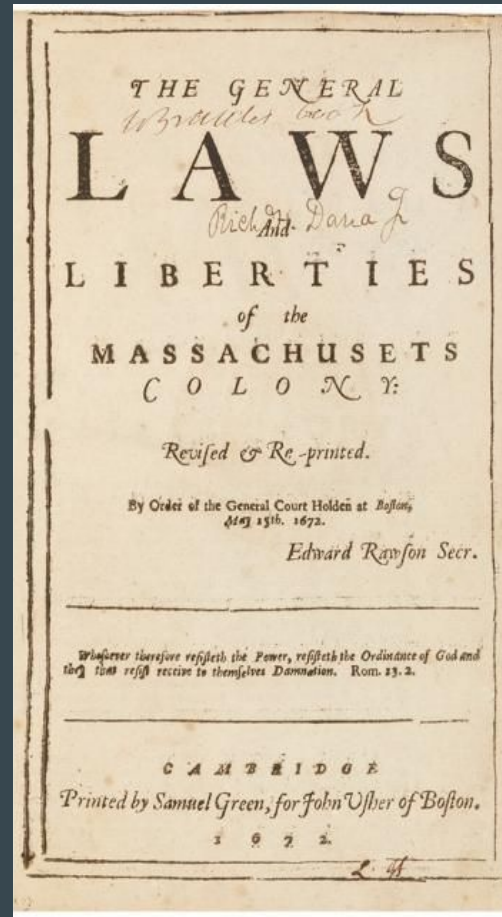 THE GENERAL
LAWS
Rich H Dana Jr
And
LIBERTIES
of the
MASSACHUSETS
COLONY:
Reviſed & Re-printed.
By Order of the General Court Holden at Boſton,
May 15th. 1672.
Edward Rawſon Secr.
Whoſoever therefore reſiſteth the Power, reſiſteth the Ordinance of God and
they that reſiſt receive to themſelves Damnation. Rom. 13. 2.
CAMBRIDGE
Printed by Samuel Green, for John Uſher of Boſton.
1672.